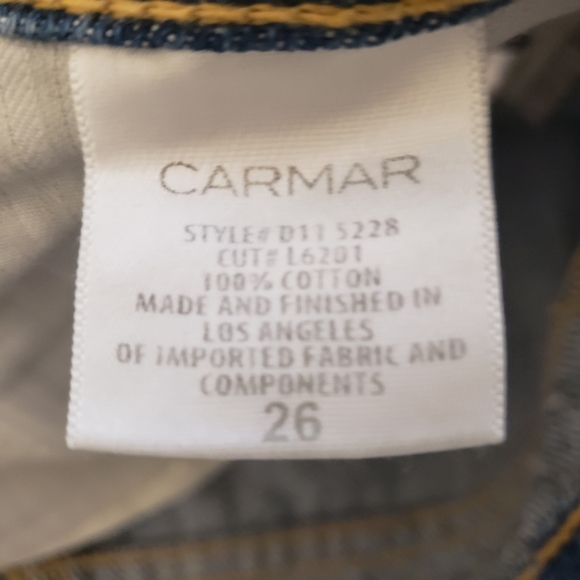 CARMAR
STYLE# D11 5228
CUT# L6201
100% COTTON
MADE AND FINISHED IN
LOS ANGELES
OF IMPORTED FABRIC AND
COMPONENTS
26